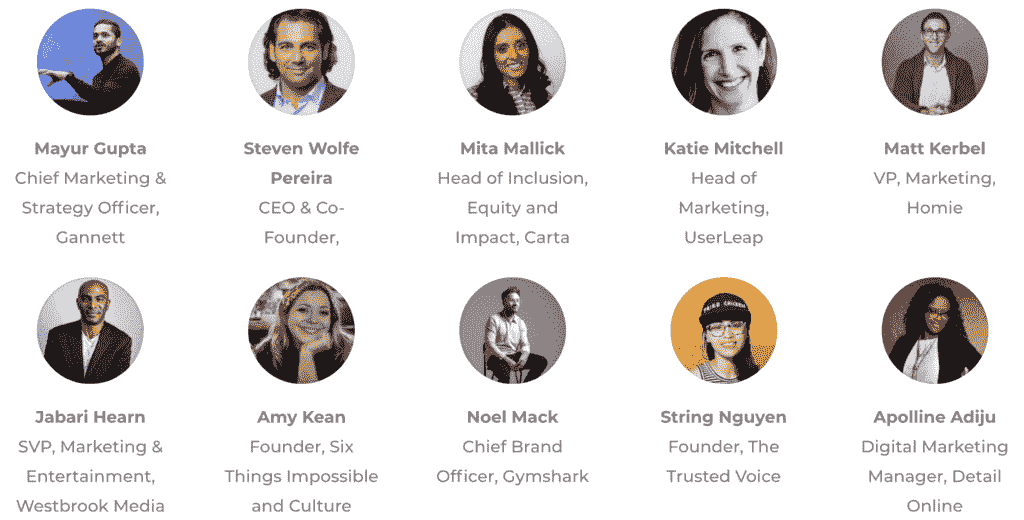 Mayur Gupta
Chief Marketing &
Strategy Officer,
Gannett
Steven Wolfe
Pereira
CEO & Co-
Founder,
Mita Mallick
Head of Inclusion,
Equity and
Impact, Carta
Katie Mitchell
Head of
Marketing,
UserLeap
Matt Kerbel
VP, Marketing,
Homie
Jabari Hearn
SVP, Marketing &
Entertainment,
Westbrook Media
Amy Kean
Founder, Six
Things Impossible
and Culture
Noel Mack
Chief Brand
Officer, Gymshark
String Nguyen
Founder, The
Trusted Voice
Apolline Adiju
Digital Marketing
Manager, Detail
Online